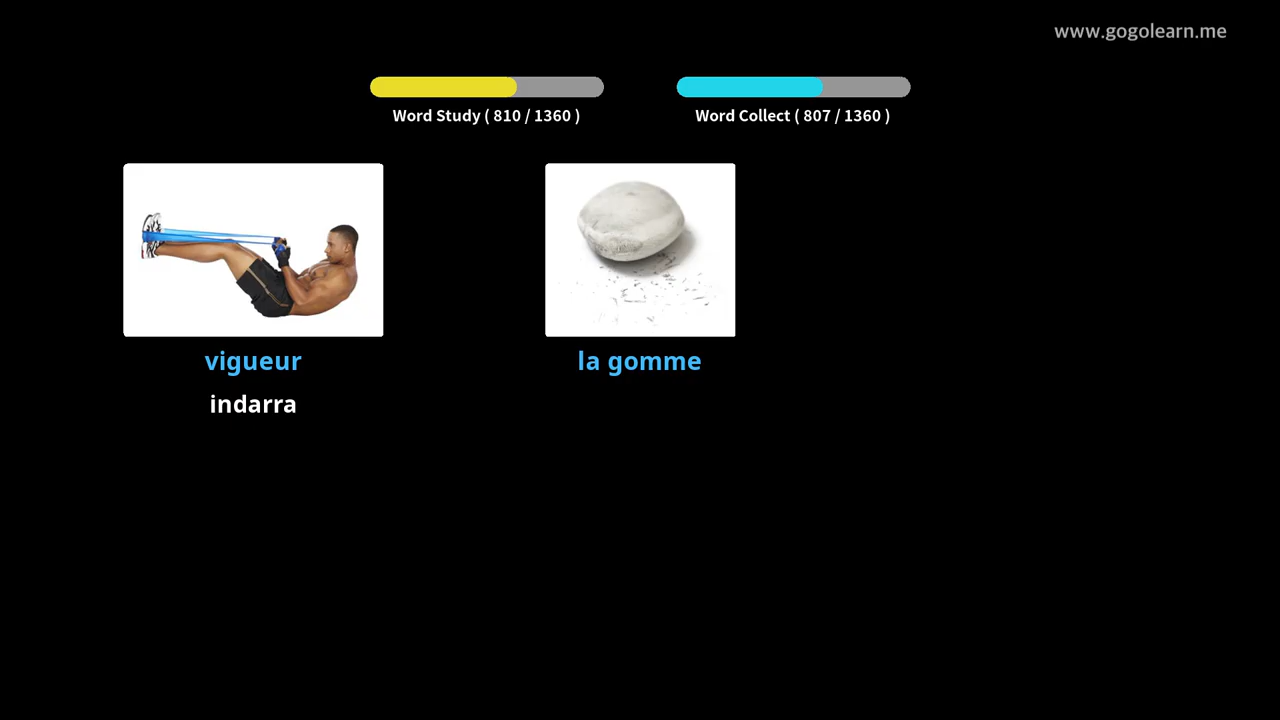 www.gogolearn.me
Word Study ( 810 / 1360 )
Word Collect ( 807 / 1360 )
vigueur
la gomme
indarra